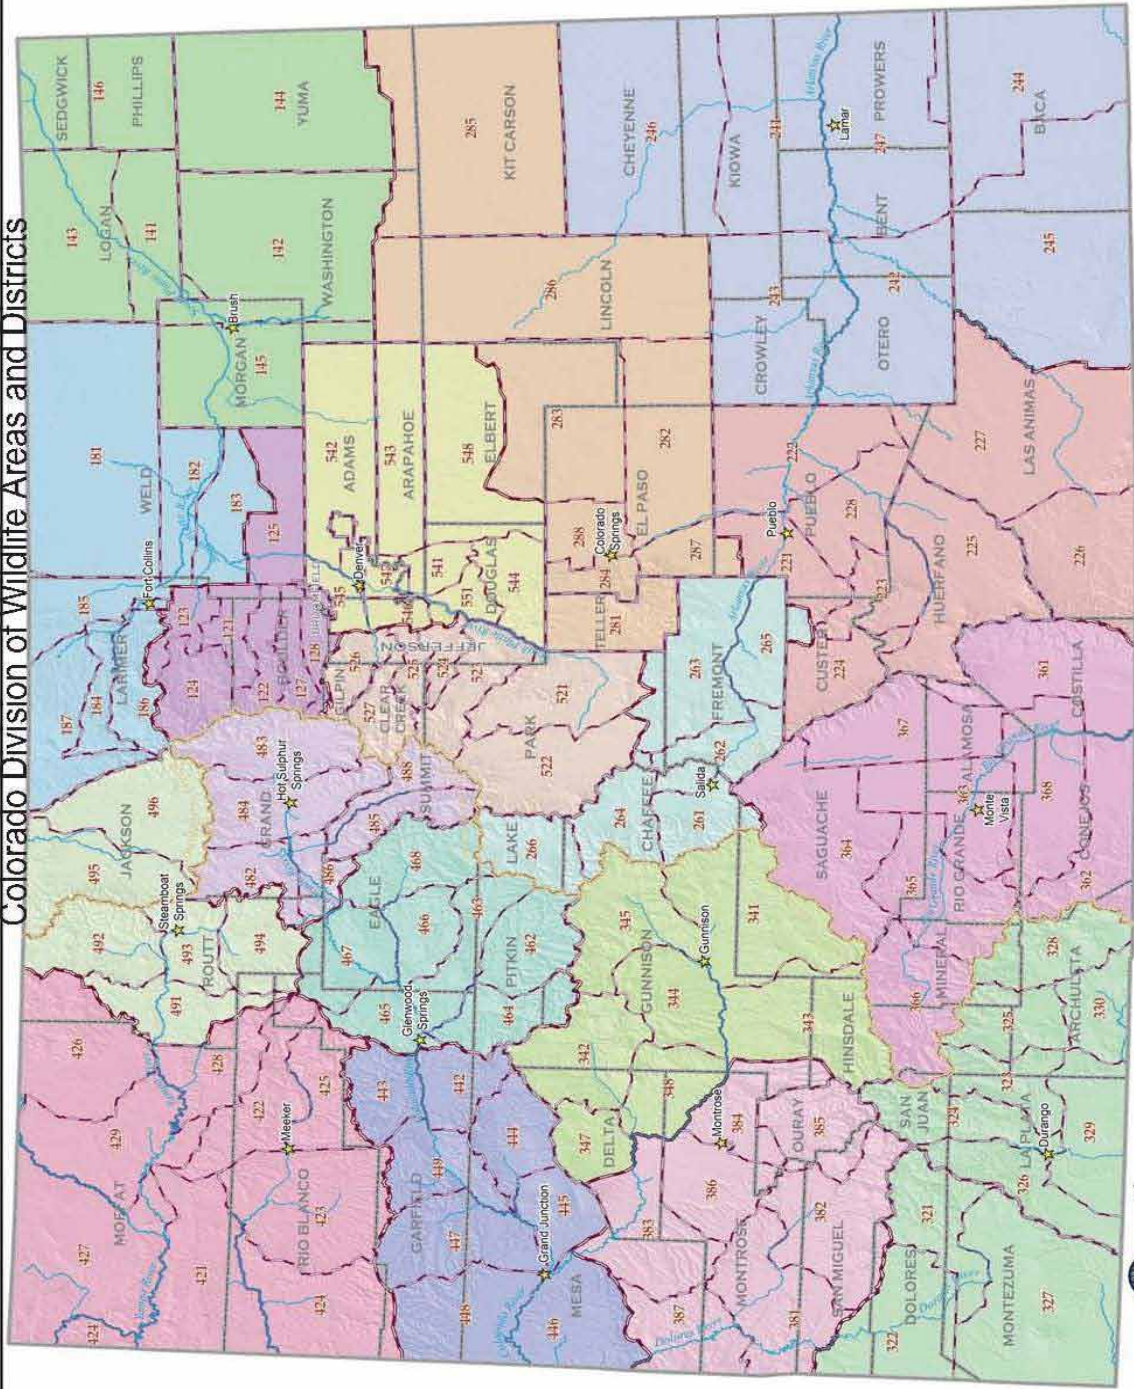 Colorado Division of Wildlife Areas and Districts
SEDGWICK
146
PHILLIPS
144
YUMA
285
KIT CARSON
CHEYENNE
246
KIOWA
241
Arkansas River
Lamar
PROWERS
247
244
BACA
143
LOGAN
141
142
WASHINGTON
286
LINCOLN
243
BENT
242
245
Brush
MORGAN
145
CROWLEY
OTERO
181
WELD
182
183
125
542
ADAMS
543
ARAPAHOE
548
ELBERT
283
282
EL PASO
288
Colorado
Springs
284
287
222
Pueblo
PUEBLO
221
228
223
227
LAS ANIMAS
HUERFANO
225
226
Fort Collins
185
123
121
Denver
545
541
551
DOUGLAS
544
TELLER
281
JEFFERSON
LARMER
187
184
186
124
122
BOULDER
127
128
GILPIN
526
527
CLEAR
CREEK
525
524
523
521
PARK
522
263
FREMONT
265
262
CUSTER
224
361
COSTILLA
JACKSON
496
495
483
484
GRAND
Hot Sulphur
Springs
482
488
SUMMIT
485
486
LAKE
266
CHAFFEE
264
261
Salida
367
SAGUACHE
364
ALAMOSA
363
Monte
Vista
368
365
RIO GRANDE
CONEJOS
362
Steamboat
Springs
492
493
494
ROUTT
491
EAGLE
468
466
467
463
465
Glenwood
Springs
PITKIN
462
464
345
341
GUNNISON
Gunnison
344
342
343
HINSDALE
MINERAL
366
328
ARCHULETA
325
330
426
428
429
MOFFAT
427
424
421
422
Meeker
425
RIO BLANCO
423
424
443
442
444
449
GARFIELD
447
448
Grand Junction
445
446
MESA
Colorado River
348
347
DELTA
Montrose
384
OURAY
385
386
383
MONTROSE
382
387
381
SAN MIGUEL
Dolores River
SAN
JUAN
324
323
LA PLATA
Durango
326
329
321
DOLORES
322
MONTEZUMA
327